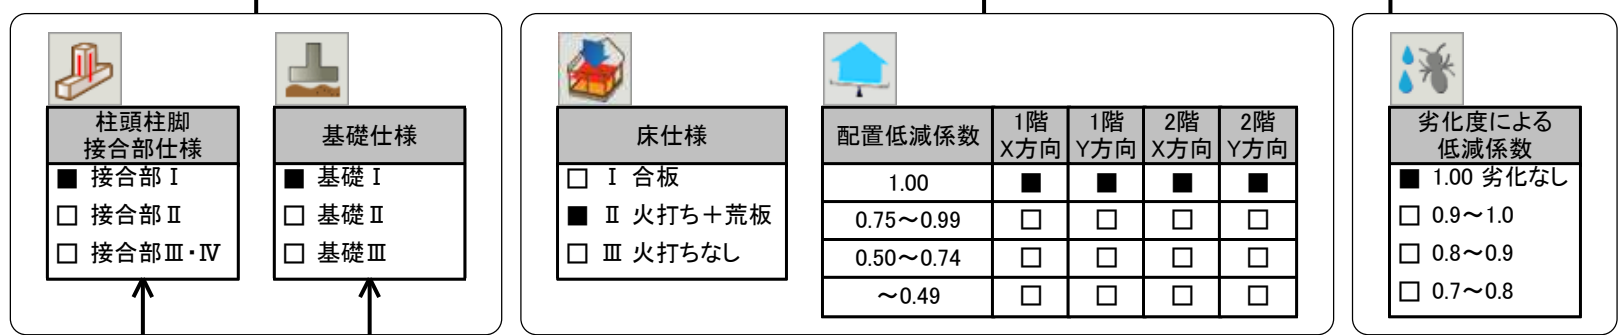 柱頭柱脚
接合部仕様
■ 接合部Ⅰ
□ 接合部Ⅱ
□ 接合部Ⅲ・Ⅳ
基礎仕様
■ 基礎Ⅰ
□ 基礎Ⅱ
□ 基礎Ⅲ
床仕様
□ Ⅰ 合板
■ Ⅱ 火打ち＋荒板
□ Ⅲ 火打ちなし
配置低減係数 1階X方向 1階Y方向 2階X方向 2階Y方向
1.00 ■ ■ ■ ■
0.75～0.99 □ □ □ □
0.50～0.74 □ □ □ □
～0.49 □ □ □ □
劣化度による
低減係数
■ 1.00 劣化なし
□ 0.9～1.0
□ 0.8～0.9
□ 0.7～0.8